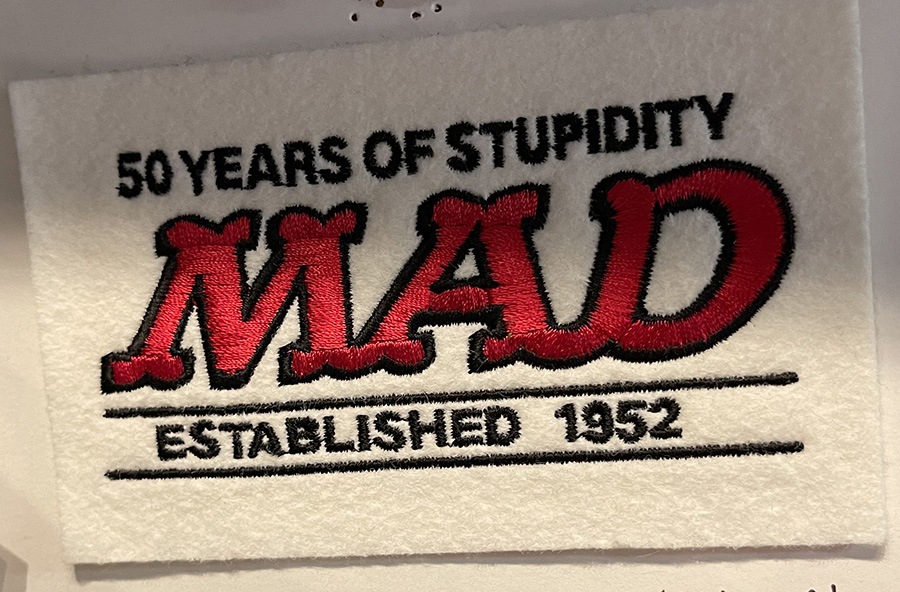 50 YEARS OF STUPIDITY
MAD
ESTABLISHED 1952